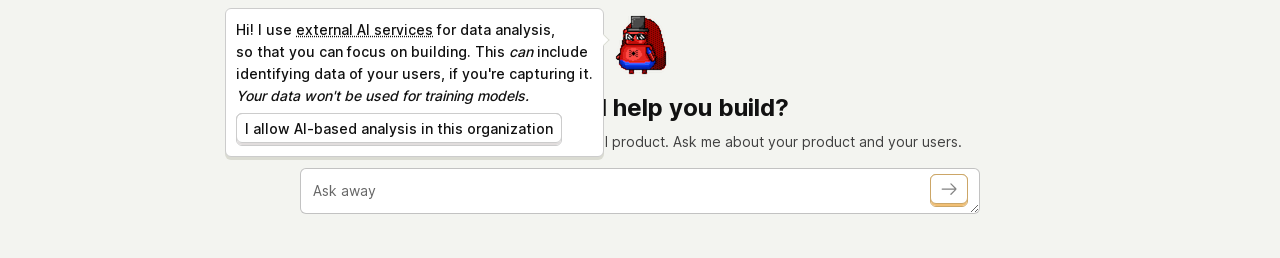 Hi! I use external AI services for data analysis,
so that you can focus on building. This can include
identifying data of your users, if you're capturing it.
Your data won't be used for training models.
I allow AI-based analysis in this organization
help you build?
product. Ask me about your product and your users.
Ask away